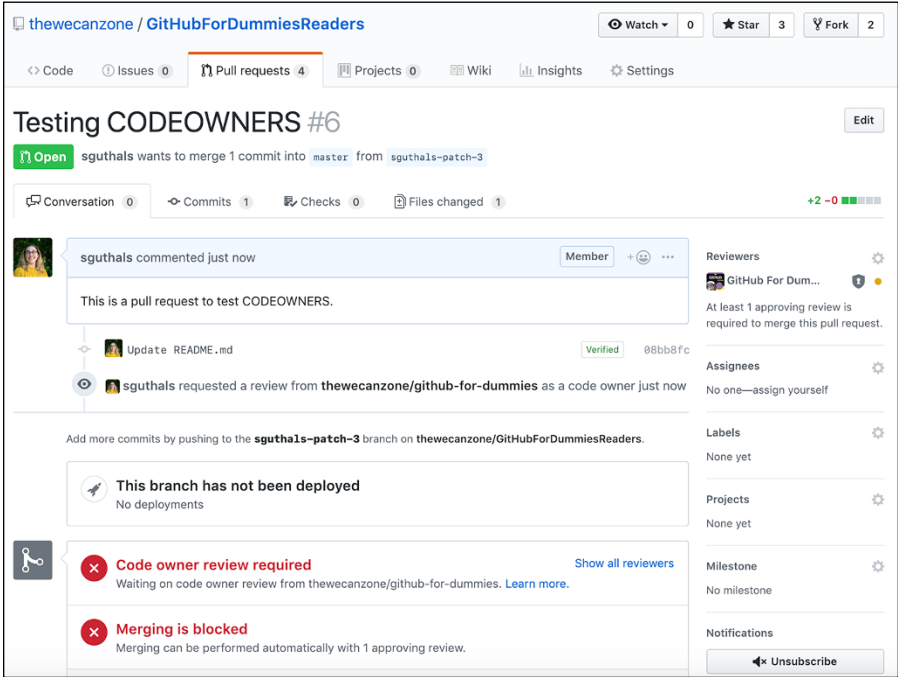 thewecanzone / GitHubForDummiesReaders
Watch 0 Star 3 Fork 2
Code Issues 0 Pull requests 4 Projects 0 Wiki Insights Settings
Testing CODEOWNERS #6
Edit
Open sguthals wants to merge 1 commit into master from sguthals-patch-3
Conversation 0 Commits 1 Checks 0 Files changed 1
+2 −0
sguthals commented just now
Member
This is a pull request to test CODEOWNERS.
Update README.md
Verified 08bb8fc
sguthals requested a review from thewecanzone/github-for-dummies as a code owner just now
Add more commits by pushing to the sguthals-patch-3 branch on thewecanzone/GitHubForDummiesReaders.
This branch has not been deployed
No deployments
Code owner review required
Show all reviewers
Waiting on code owner review from thewecanzone/github-for-dummies. Learn more.
Merging is blocked
Merging can be performed automatically with 1 approving review.
Reviewers
GitHub For Dum...
At least 1 approving review is
required to merge this pull request.
Assignees
No one—assign yourself
Labels
None yet
Projects
None yet
Milestone
No milestone
Notifications
Unsubscribe